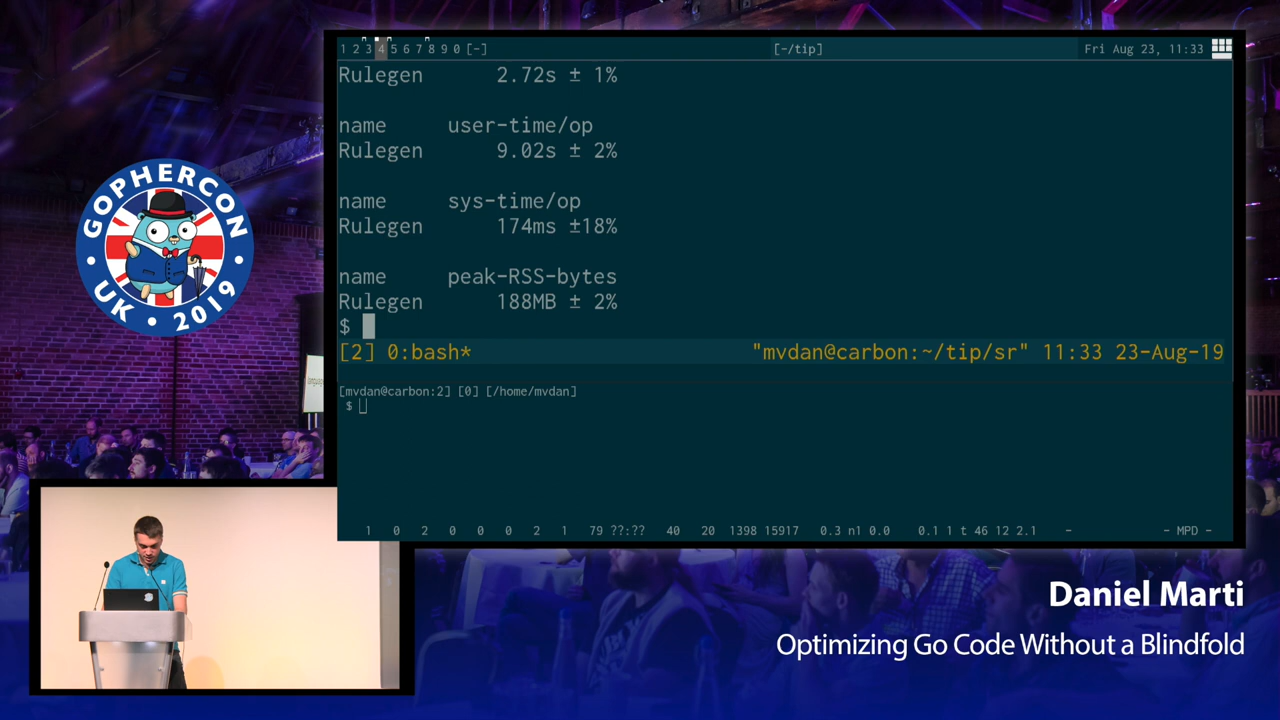 1 2 3 4 5 6 7 8 9 0 [-] [~/tip] Fri Aug 23, 11:33
Rulegen 2.72s ± 1%
name user-time/op
Rulegen 9.02s ± 2%
name sys-time/op
Rulegen 174ms ±18%
name peak-RSS-bytes
Rulegen 188MB ± 2%
$
[2] 0:bash* "mvdan@carbon:~/tip/sr" 11:33 23-Aug-19
[mvdan@carbon:2] [0] [/home/mvdan]
$
1 0 2 0 0 0 2 1 79 ??:?? 40 20 1398 15917 0.3 n1 0.0 0.1 1 t 46 12 2.1 - - MPD -
GOPHERCON
UK • 2019
Daniel Marti
Optimizing Go Code Without a Blindfold